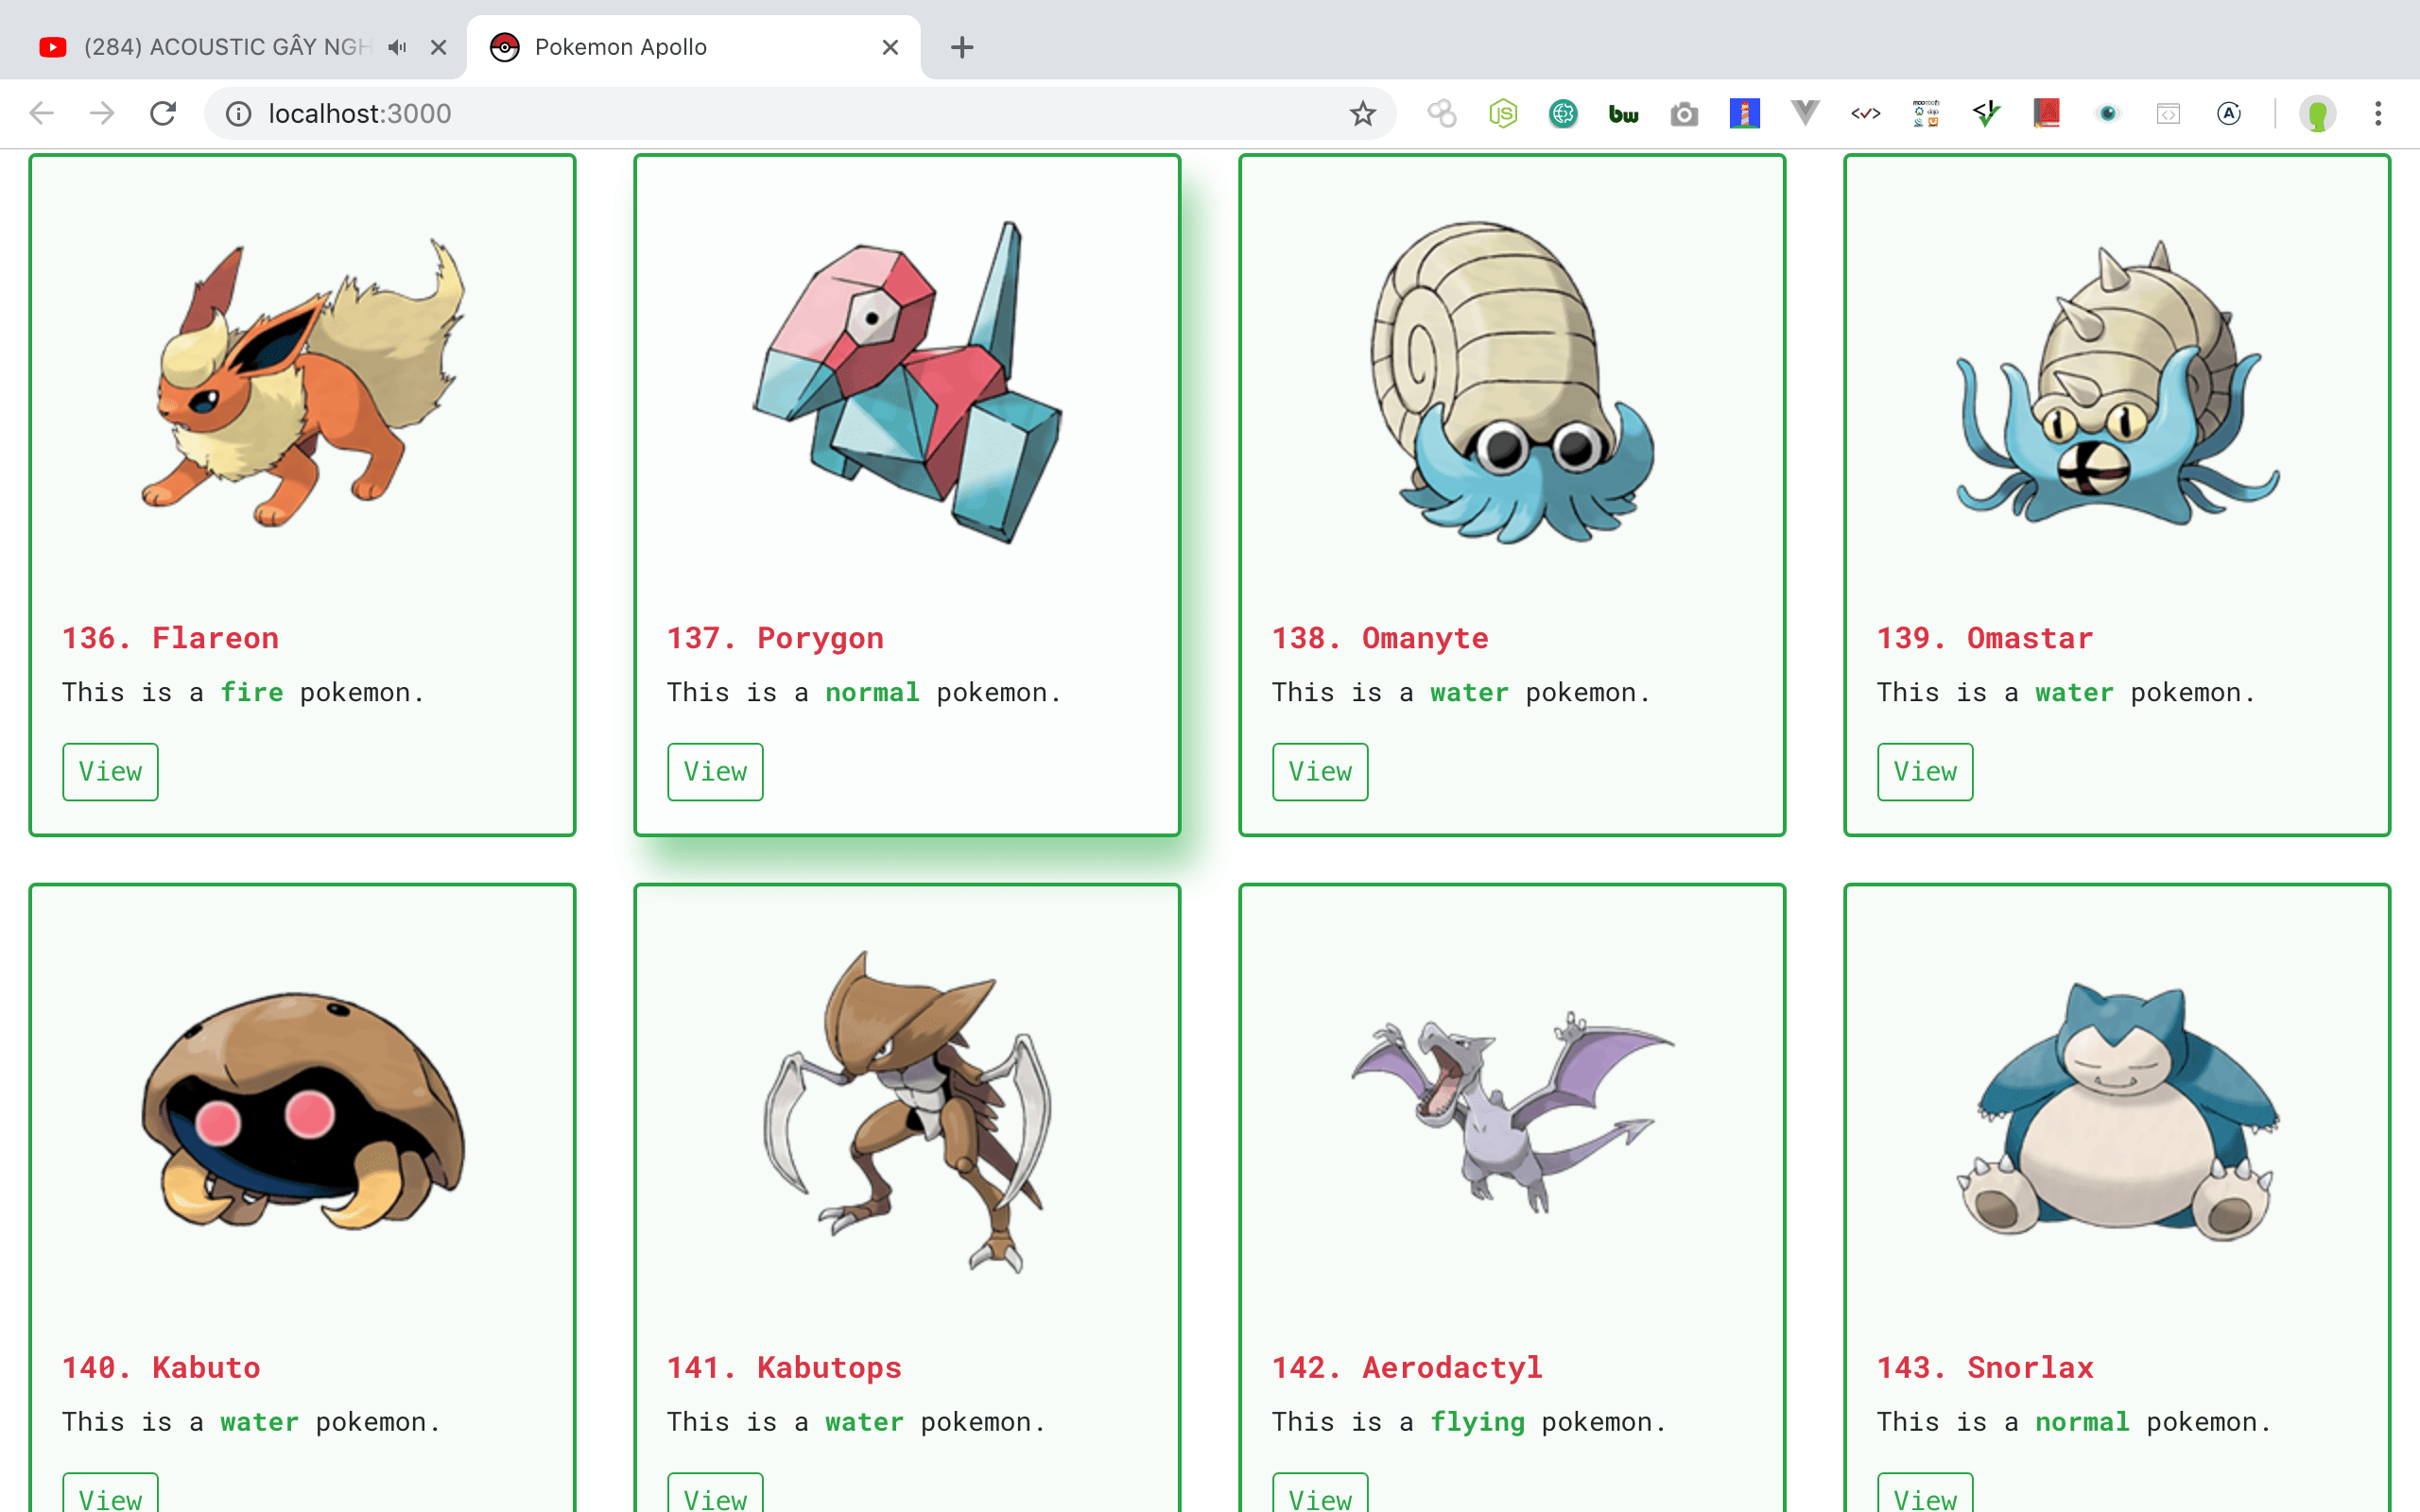 (284) ACOUSTIC GÂY NGH
Pokemon Apollo
localhost:3000
136. Flareon
This is a fire pokemon.
View
137. Porygon
This is a normal pokemon.
View
138. Omanyte
This is a water pokemon.
View
139. Omastar
This is a water pokemon.
View
140. Kabuto
This is a water pokemon.
View
141. Kabutops
This is a water pokemon.
View
142. Aerodactyl
This is a flying pokemon.
View
143. Snorlax
This is a normal pokemon.
View